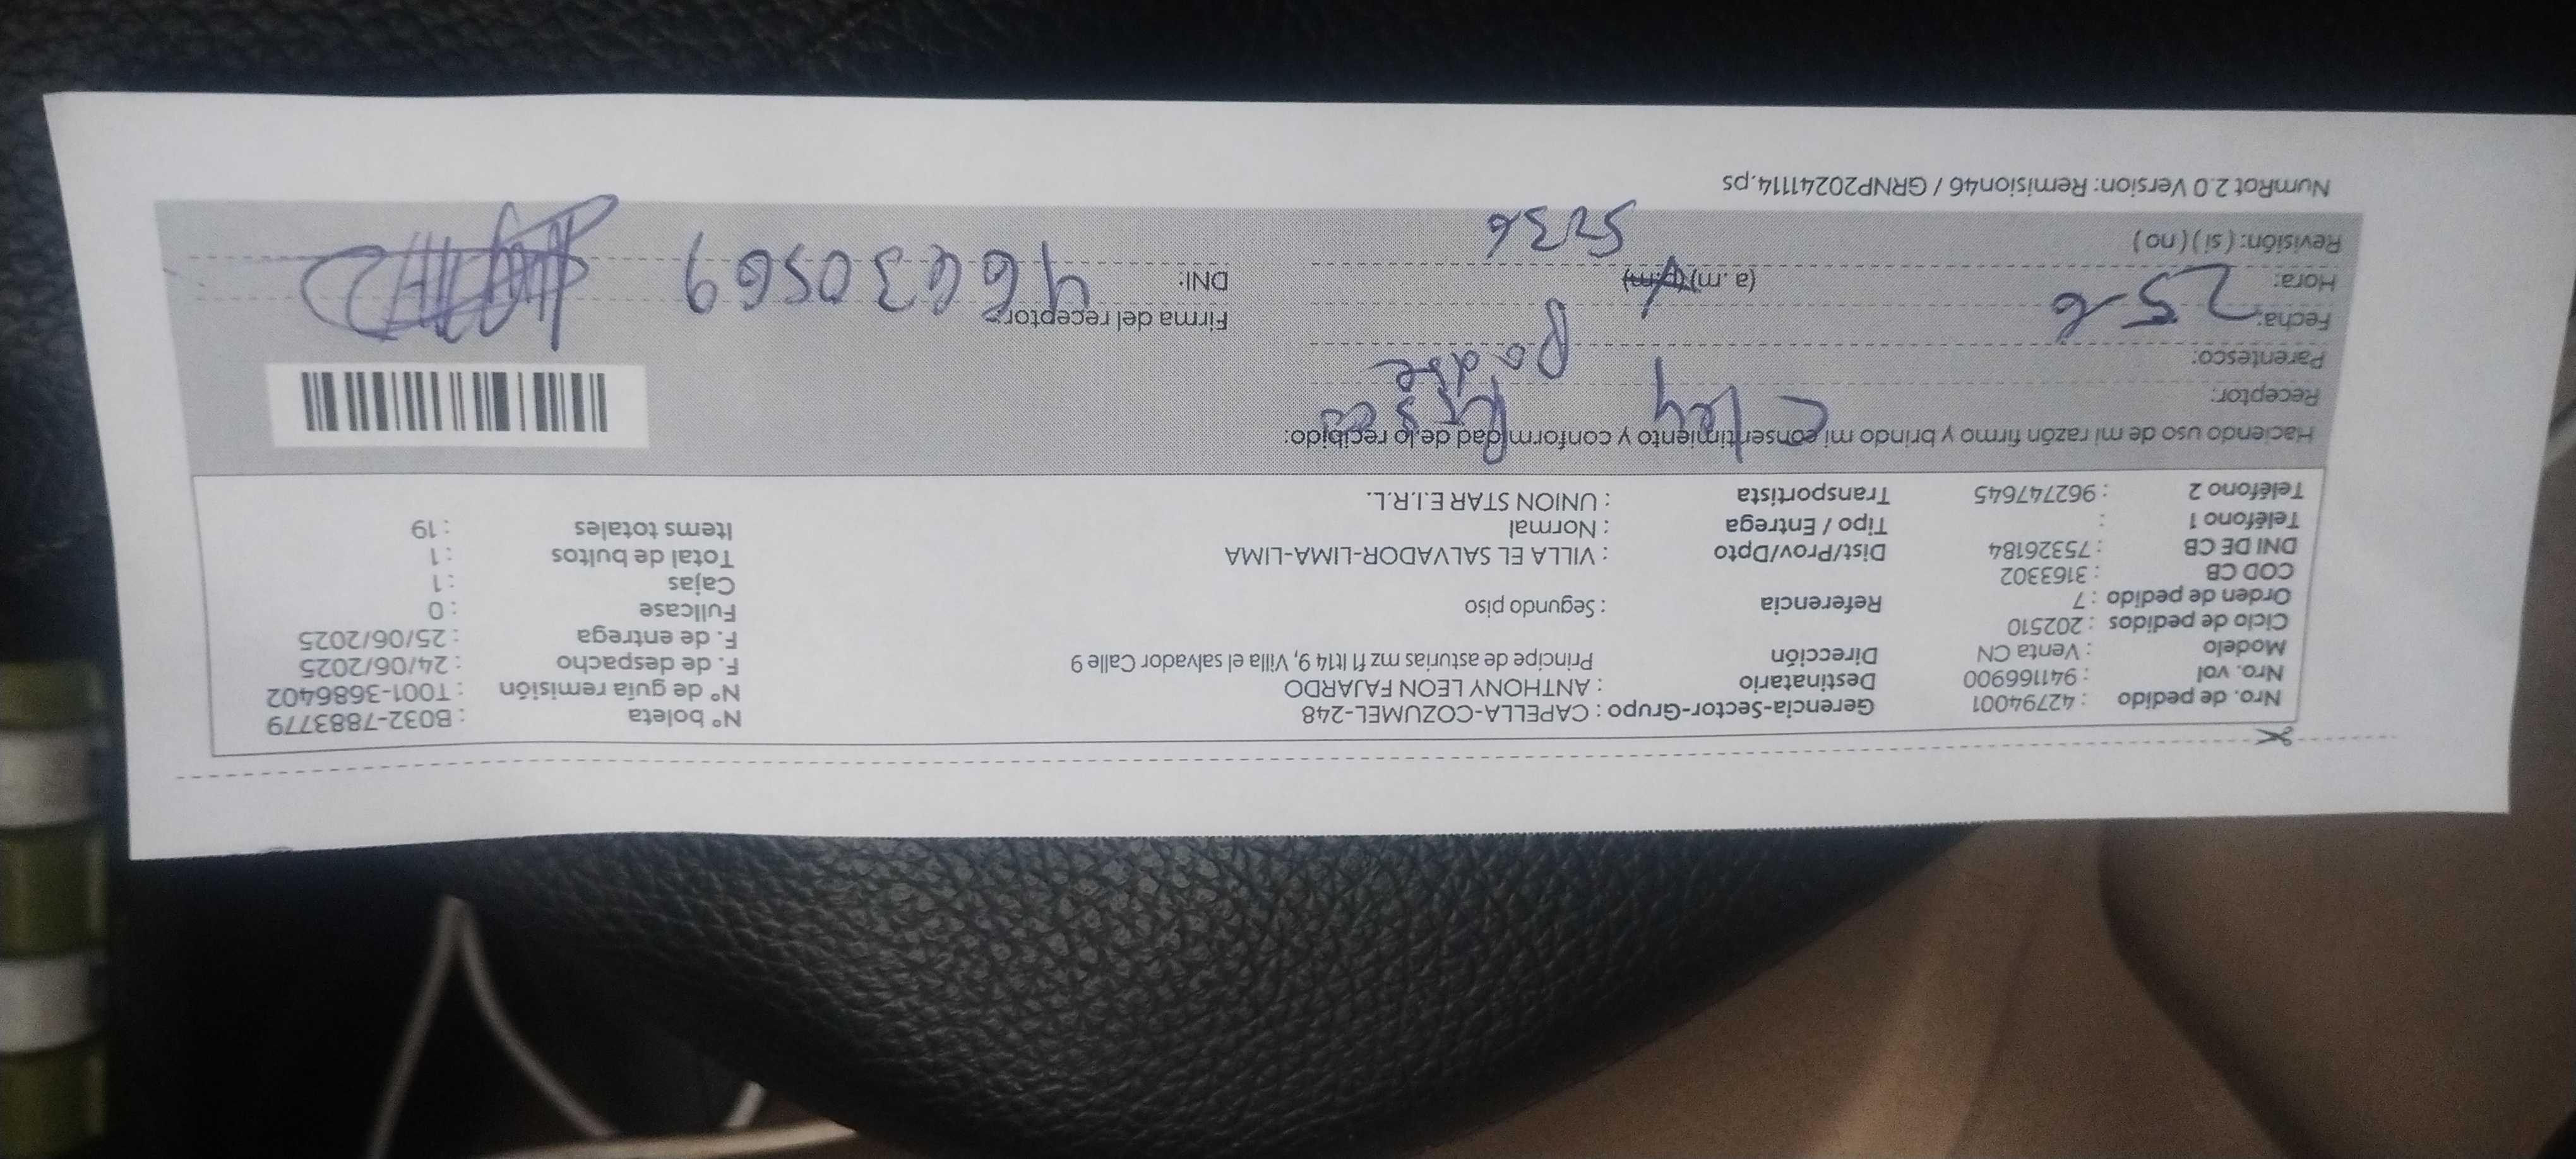 Nro. de pedido : 42794001 Gerencia-Sector-Grupo : CAPELLA-COZUMEL-248 N° boleta : B032-7883779
Nro. vol : 941166900 Destinatario : ANTHONY LEON FAJARDO N° de guía remisión : T001-3686402
Modelo : Venta CN Dirección Principe de asturias mz f1 lt14 9, Villa el salvador Calle 9 F. de despacho : 24/06/2025
Ciclo de pedidos : 202510 F. de entrega : 25/06/2025
Orden de pedido : 7 Referencia : Segundo piso Fullcase : 0
COD CB : 3163302 Cajas : 1
DNI DE CB : 75326184 Dist/Prov/Dpto : VILLA EL SALVADOR-LIMA-LIMA Total de bultos : 1
Teléfono 1 : Tipo / Entrega : Normal Items totales : 19
Teléfono 2 : 962747645 Transportista : UNION STAR E.I.R.L.
Haciendo uso de mi razón firmo y brindo mi consentimiento y conformidad de lo recibido:
Receptor:
Parentesco:
Fecha: 25-6 Firma del receptor:
Hora: (a.m) (p.m) DNI:
Revisión: (si) (no)
NumRot 2.0 Version: Remision46 / GRNP20241114.ps